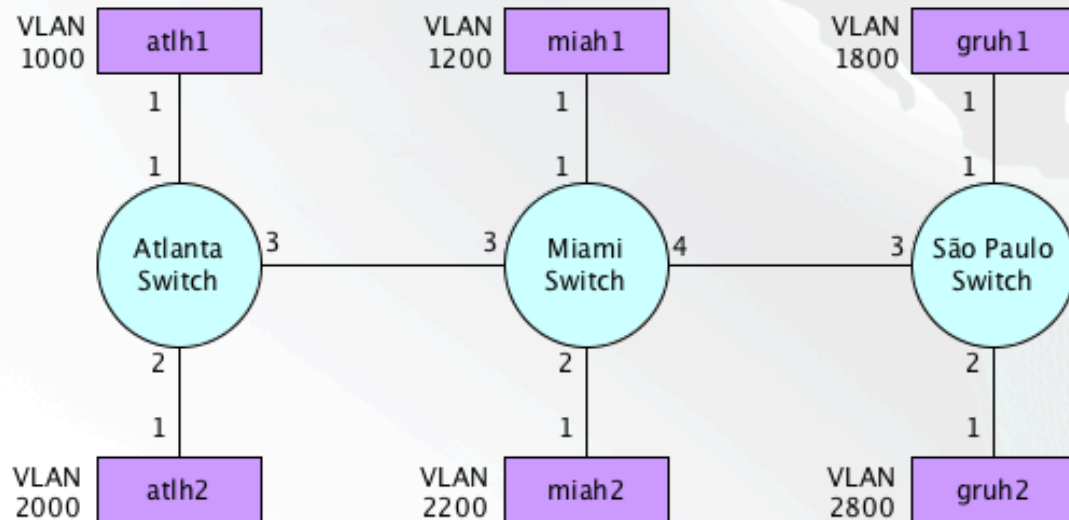 VLAN
1000
atlh1
VLAN
1200
miah1
VLAN
1800
gruh1
1
1
1
1
1
1
Atlanta
Switch
3
3
Miami
Switch
4
3
São Paulo
Switch
2
2
2
1
1
1
VLAN
2000
atlh2
VLAN
2200
miah2
VLAN
2800
gruh2